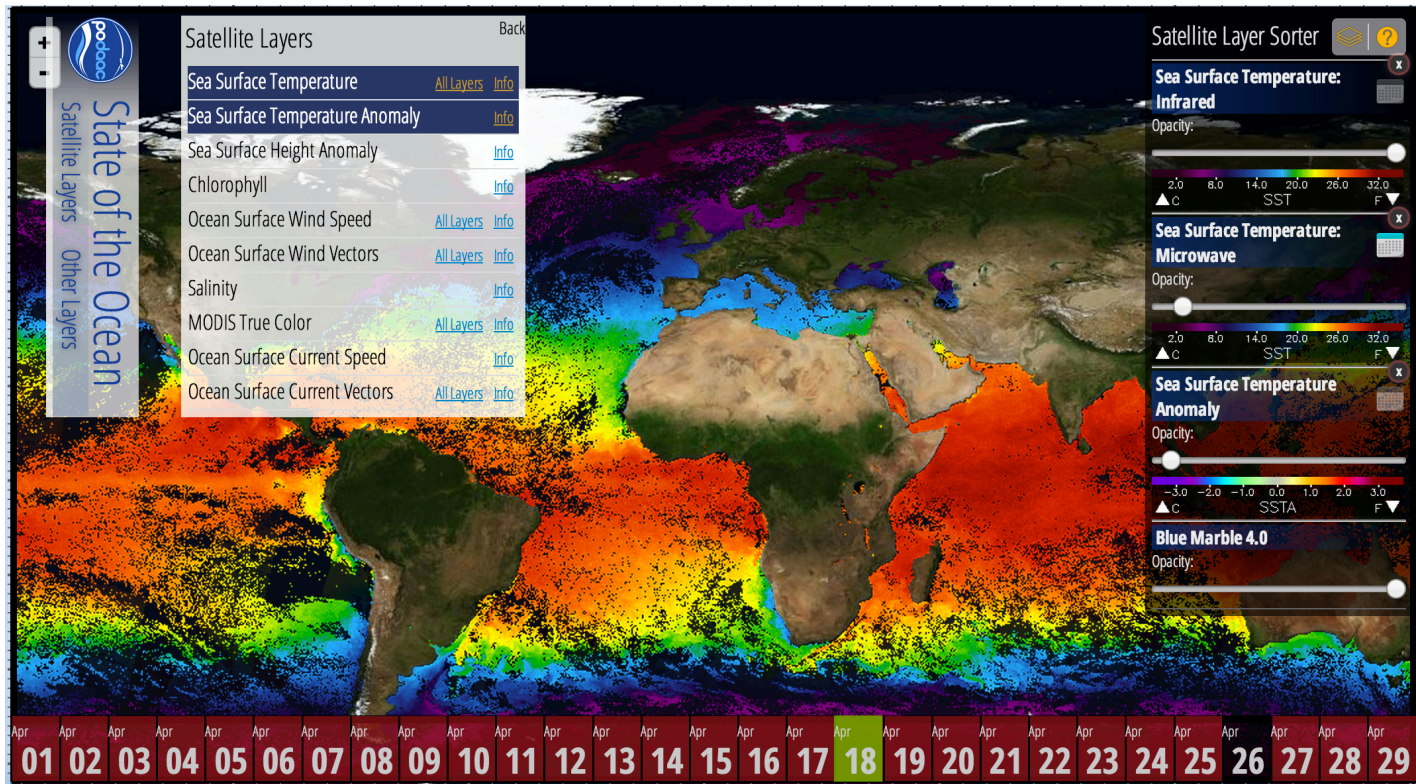 +
-
podaac
State of the Ocean
Satellite Layers Other Layers
Satellite Layers
Back
Sea Surface Temperature All Layers Info
Sea Surface Temperature Anomaly Info
Sea Surface Height Anomaly Info
Chlorophyll Info
Ocean Surface Wind Speed All Layers Info
Ocean Surface Wind Vectors All Layers Info
Salinity Info
MODIS True Color All Layers Info
Ocean Surface Current Speed Info
Ocean Surface Current Vectors All Layers Info
Satellite Layer Sorter ?
x
Sea Surface Temperature:
Infrared
Opacity:
2.0 8.0 14.0 20.0 26.0 32.0
▲C SST F▼
x
Sea Surface Temperature:
Microwave
Opacity:
2.0 8.0 14.0 20.0 26.0 32.0
▲C SST F▼
x
Sea Surface Temperature
Anomaly
Opacity:
−3.0 −2.0 −1.0 0.0 1.0 2.0 3.0
▲C SSTA F▼
Blue Marble 4.0
Opacity:
Apr Apr Apr Apr Apr Apr Apr Apr Apr Apr Apr Apr Apr Apr Apr Apr Apr Apr Apr Apr Apr Apr Apr Apr Apr Apr Apr Apr Apr
01 02 03 04 05 06 07 08 09 10 11 12 13 14 15 16 17 18 19 20 21 22 23 24 25 26 27 28 29